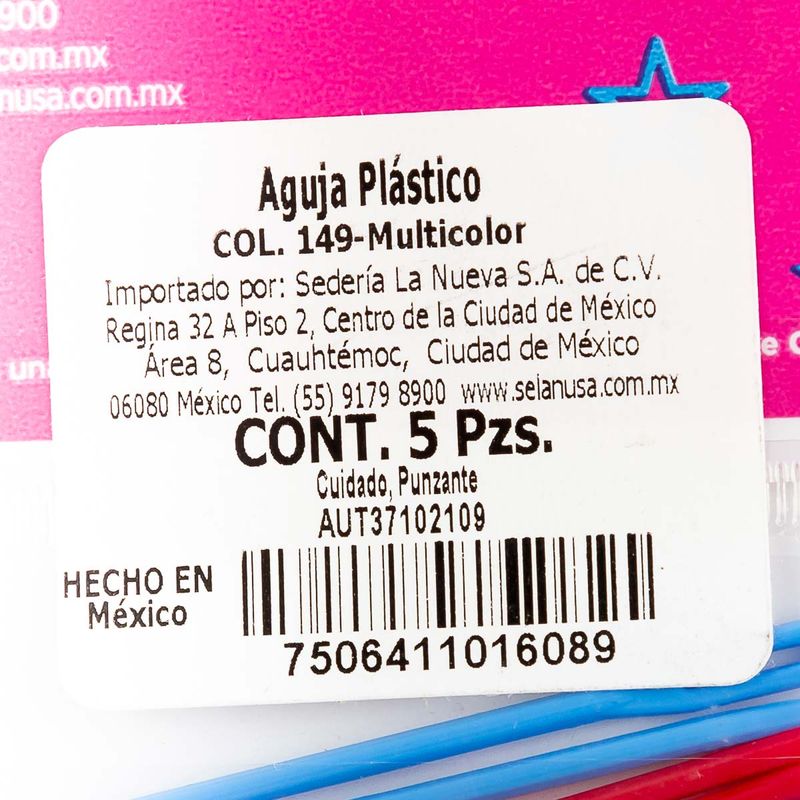 900
com.mx
nusa.com.mx
Aguja Plástico
COL. 149-Multicolor
Importado por: Sedería La Nueva S.A. de C.V.
Regina 32 A Piso 2, Centro de la Ciudad de México
Área 8, Cuauhtémoc, Ciudad de México
06080 México Tel. (55) 9179 8900 www.selanusa.com.mx
CONT. 5 Pzs.
Cuidado, Punzante
AUT37102109
HECHO EN
México
7506411016089